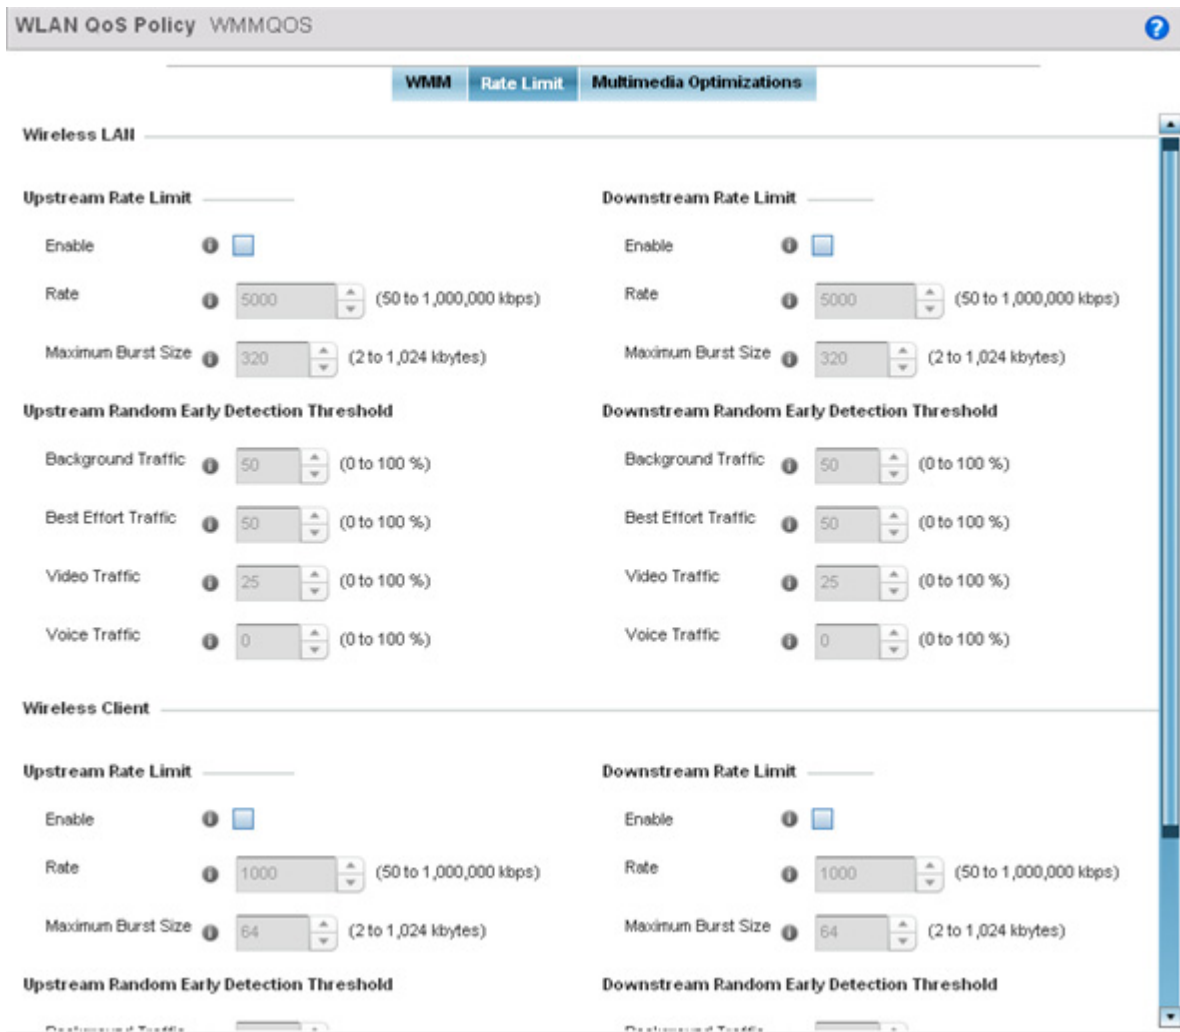 WLAN QoS Policy WMMQOS ?
WMM Rate Limit Multimedia Optimizations
Wireless LAN
Upstream Rate Limit Downstream Rate Limit
Enable Enable
Rate 5000 (50 to 1,000,000 kbps) Rate 5000 (50 to 1,000,000 kbps)
Maximum Burst Size 320 (2 to 1,024 kbytes) Maximum Burst Size 320 (2 to 1,024 kbytes)
Upstream Random Early Detection Threshold Downstream Random Early Detection Threshold
Background Traffic 50 (0 to 100 %) Background Traffic 50 (0 to 100 %)
Best Effort Traffic 50 (0 to 100 %) Best Effort Traffic 50 (0 to 100 %)
Video Traffic 25 (0 to 100 %) Video Traffic 25 (0 to 100 %)
Voice Traffic 0 (0 to 100 %) Voice Traffic 0 (0 to 100 %)
Wireless Client
Upstream Rate Limit Downstream Rate Limit
Enable Enable
Rate 1000 (50 to 1,000,000 kbps) Rate 1000 (50 to 1,000,000 kbps)
Maximum Burst Size 64 (2 to 1,024 kbytes) Maximum Burst Size 64 (2 to 1,024 kbytes)
Upstream Random Early Detection Threshold Downstream Random Early Detection Threshold